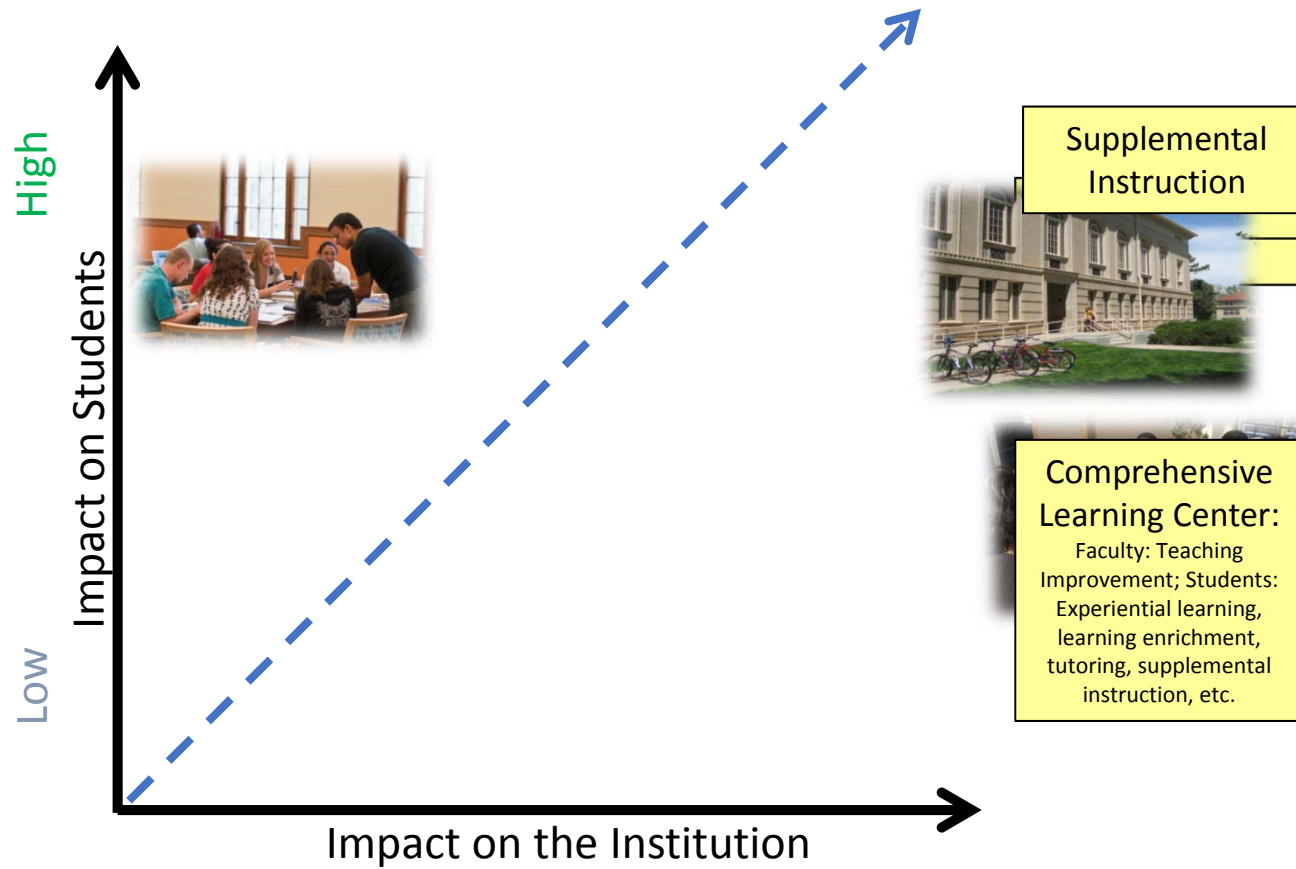 High
Low
Impact on Students
Impact on the Institution
Supplemental
Instruction
Comprehensive
Learning Center:
Faculty: Teaching
Improvement; Students:
Experiential learning,
learning enrichment,
tutoring, supplemental
instruction, etc.